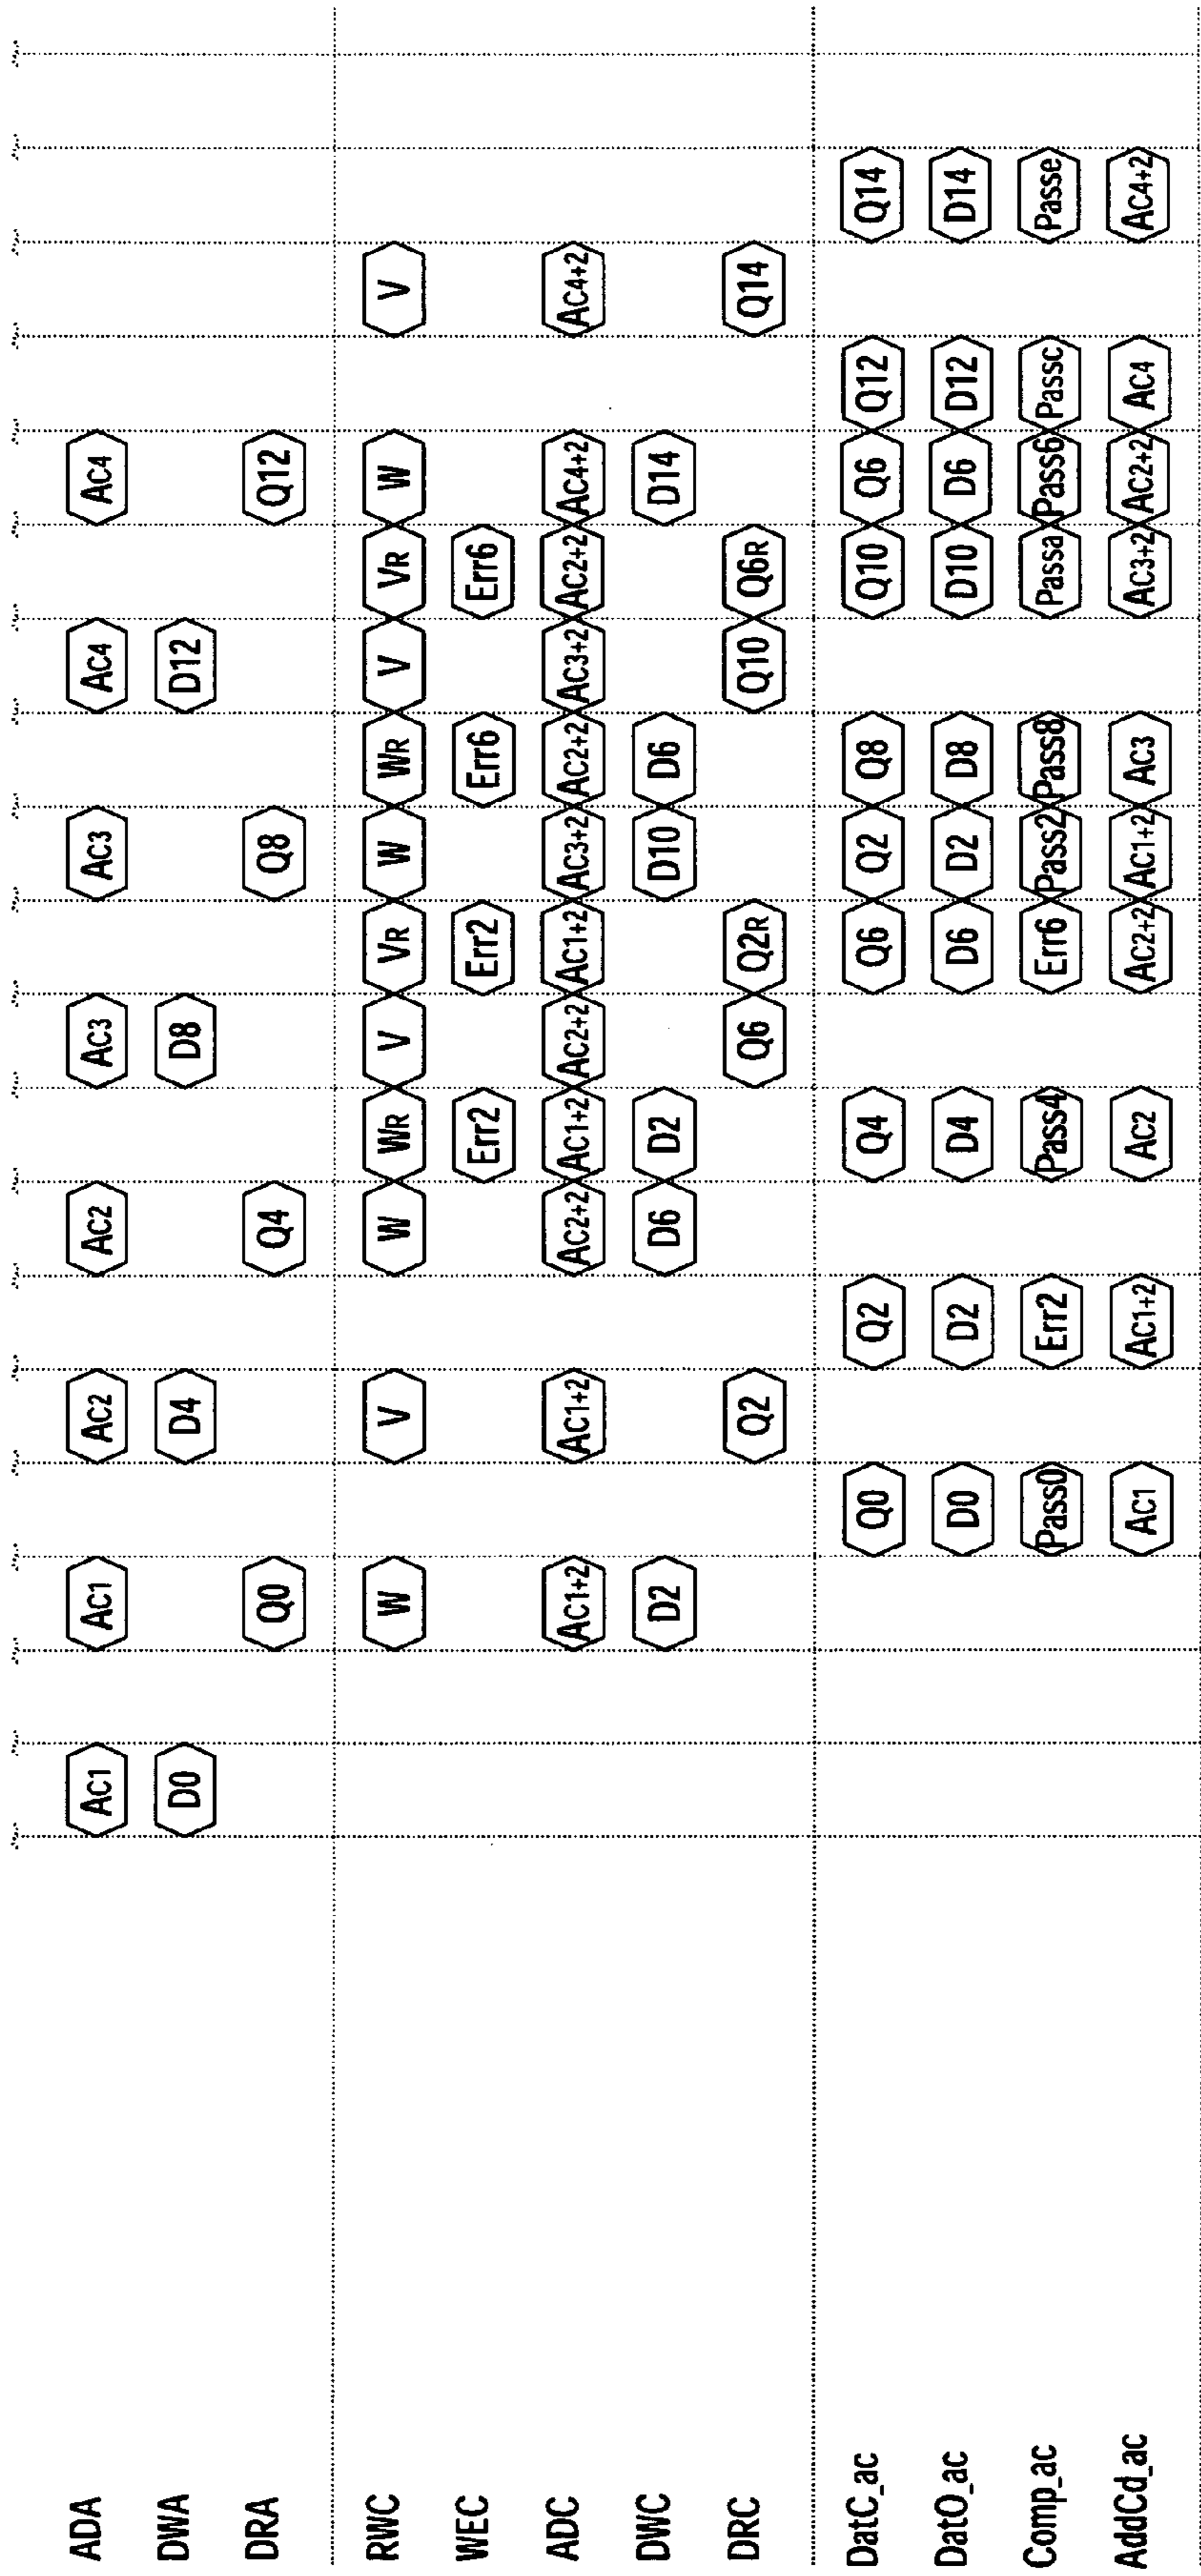 ADA AC1 AC1 AC2 AC2 AC3 AC3 AC4 AC4
DWA D0 D4 D8 D12
DRA Q0 Q4 Q8 Q12
RWC W V W WR V VR W WR V VR W V
WEC Err2 Err2 Err6 Err6
ADC AC1+2 AC1+2 AC2+2 AC1+2 AC2+2 AC1+2 AC3+2 AC2+2 AC3+2 AC2+2 AC4+2 AC4+2
DWC D2 D6 D2 D10 D6 D14
DRC Q2 Q6 Q2R Q10 Q6R Q14
DatC_ac Q0 Q2 Q4 Q6 Q2 Q8 Q10 Q6 Q12 Q14
DatO_ac D0 D2 D4 D6 D2 D8 D10 D6 D12 D14
Comp_ac Pass0 Err2 Pass4 Err6 Pass2 Pass8 Passa Pass6 Passc Passe
AddCd_ac AC1 AC1+2 AC2 AC2+2 AC1+2 AC3 AC3+2 AC2+2 AC4 AC4+2